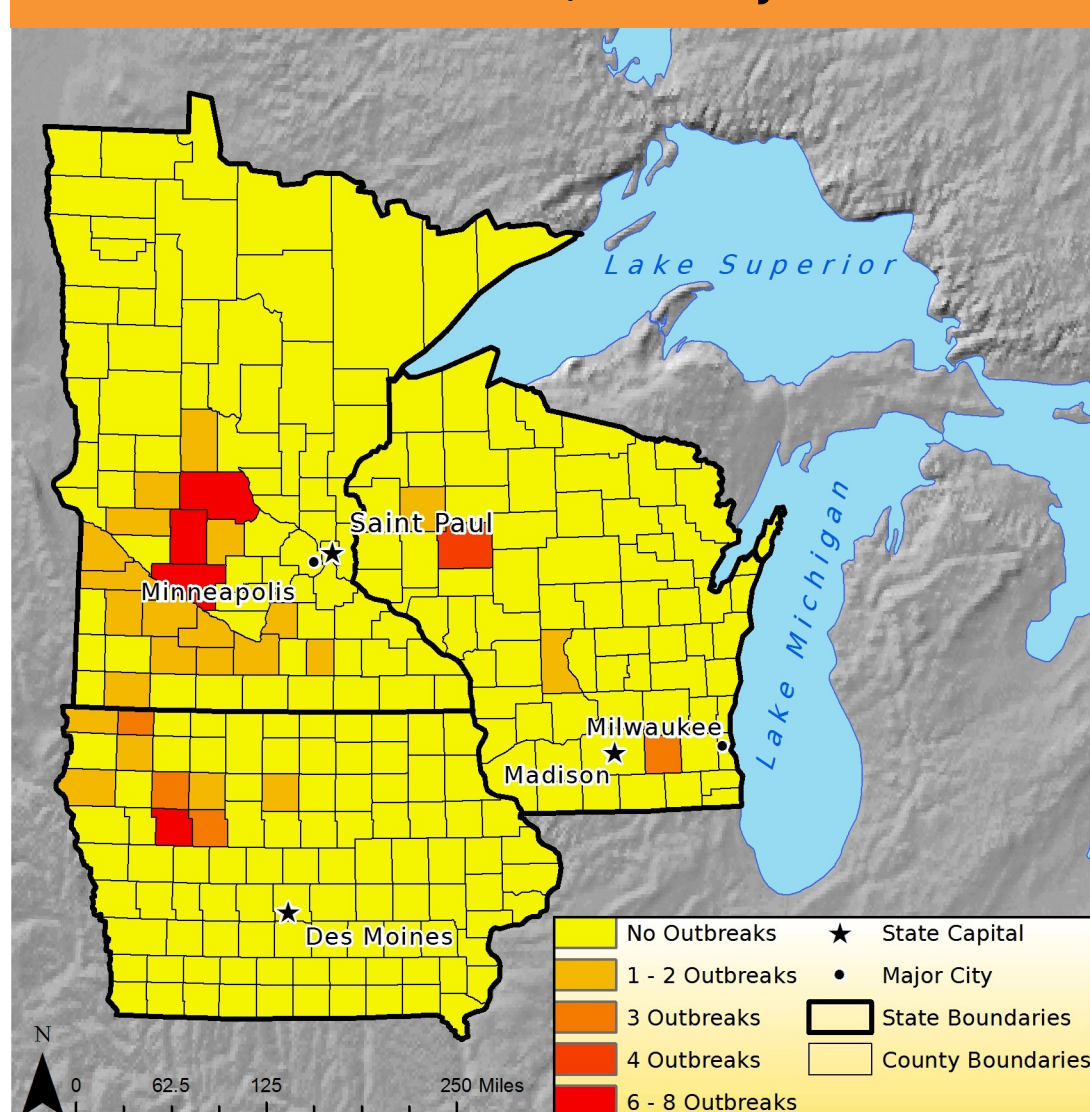 Lake Superior
Saint Paul
Lake Michigan
Minneapolis
Milwaukee
Madison
Des Moines
No Outbreaks
State Capital
1 - 2 Outbreaks
Major City
3 Outbreaks
State Boundaries
4 Outbreaks
County Boundaries
6 - 8 Outbreaks
N
0 62.5 125 250 Miles